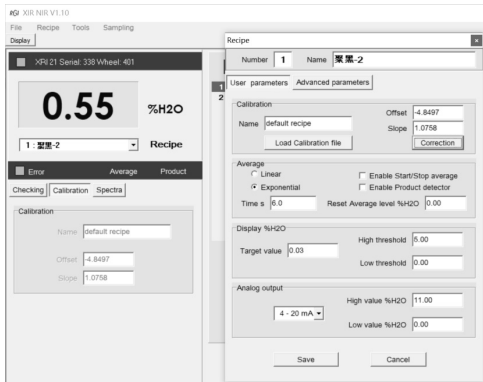 RGI XIR NIR V1.10
File Recipe Tools Sampling
Display
XRi 21 Serial: 338 Wheel: 401
0.55 %H2O
1 : 聚黑-2 Recipe
Error Average Product
Checking Calibration Spectra
Calibration
Name default recipe
Offset -4.8497
Slope 1.0758
1
2
Recipe
Number 1 Name 聚黑-2
User parameters Advanced parameters
Calibration
Offset -4.8497
Name default recipe
Slope 1.0758
Load Calibration file Correction
Average
Linear Enable Start/Stop average
Exponential Enable Product detector
Time s 6.0 Reset Average level %H2O 0.00
Display %H2O
High threshold 5.00
Target value 0.03
Low threshold 0.00
Analog output
High value %H2O 11.00
4 - 20 mA
Low value %H2O 0.00
Save Cancel